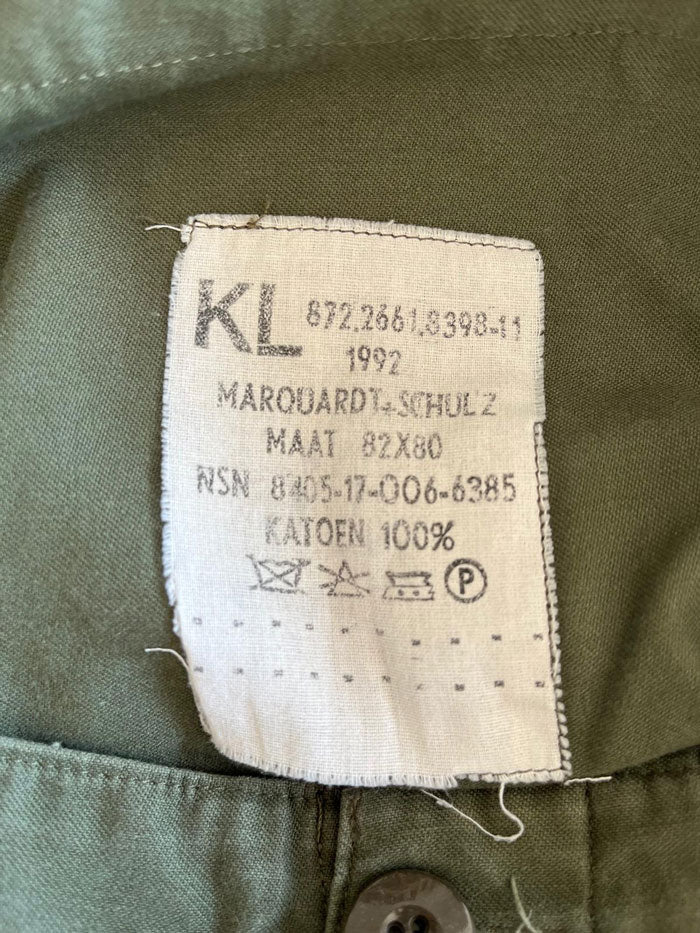 KL 872.2661.8398-11
1992
MARQUARDT+SCHULZ
MAAT 82X80
NSN 8405-17-006-6385
KATOEN 100%
P